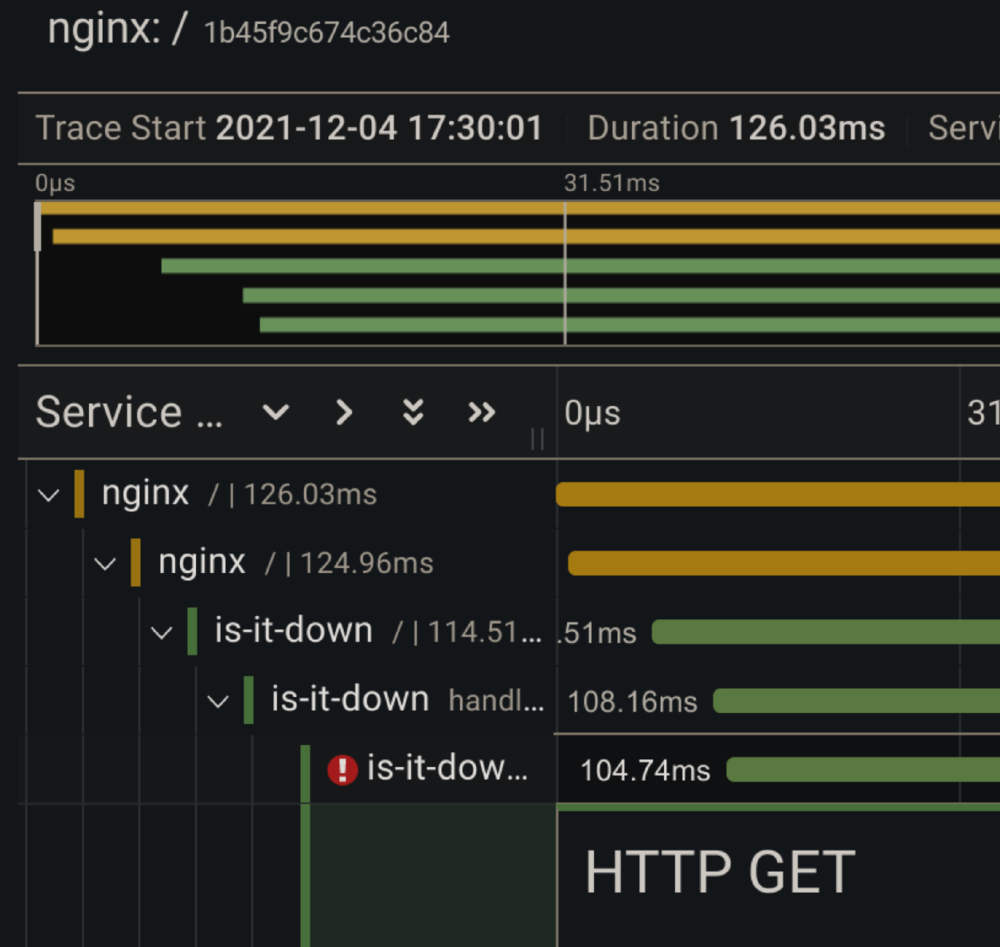 nginx: / 1b45f9c674c36c84
Trace Start 2021-12-04 17:30:01 Duration 126.03ms Servi
0μs 31.51ms
Service ... 0μs 31
nginx / | 126.03ms
nginx / | 124.96ms
is-it-down / | 114.51... .51ms
is-it-down handl... 108.16ms
is-it-dow... 104.74ms
HTTP GET